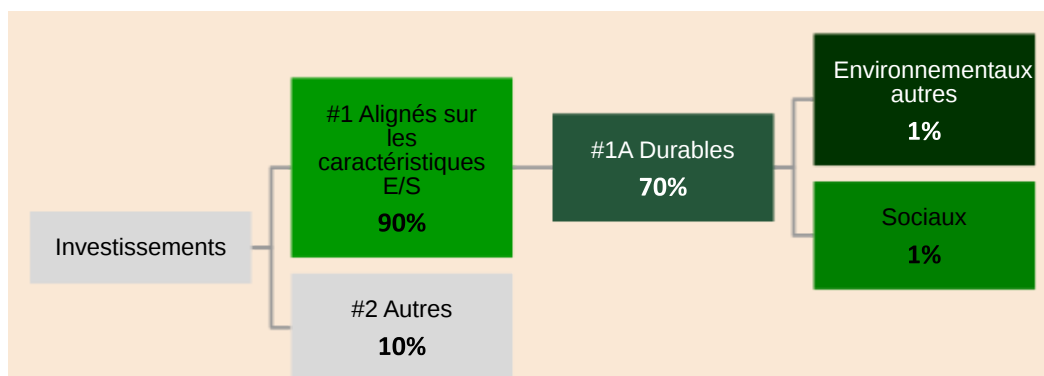 Investissements
#1 Alignés sur
les
caractéristiques
E/S
90%
#2 Autres
10%
#1A Durables
70%
Environnementaux
autres
1%
Sociaux
1%